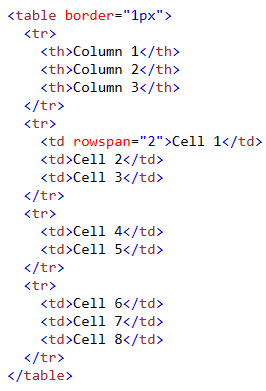 <table border="1px">
  <tr>
    <th>Column 1</th>
    <th>Column 2</th>
    <th>Column 3</th>
  </tr>
  <tr>
    <td rowspan="2">Cell 1</td>
    <td>Cell 2</td>
    <td>Cell 3</td>
  </tr>
  <tr>
    <td>Cell 4</td>
    <td>Cell 5</td>
  </tr>
  <tr>
    <td>Cell 6</td>
    <td>Cell 7</td>
    <td>Cell 8</td>
  </tr>
</table>